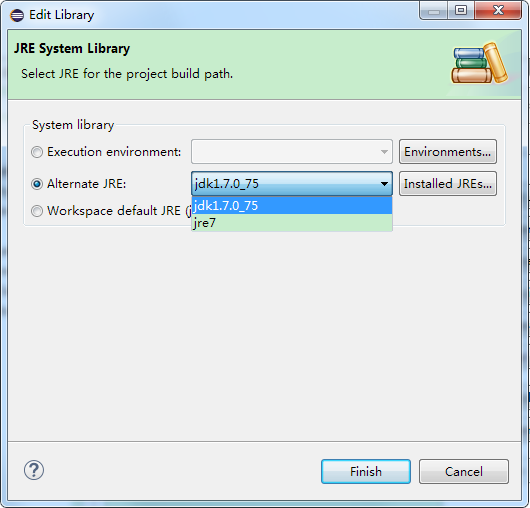 Edit Library
JRE System Library
Select JRE for the project build path.
System library
Execution environment:
Environments...
Alternate JRE:
jdk1.7.0_75
Installed JREs...
jdk1.7.0_75
Workspace default JRE (j
jre7
?
Finish
Cancel